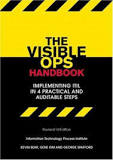 THE VISIBLE
OPS
HANDBOOK
IMPLEMENTING ITIL
IN 4 PRACTICAL AND
AUDITABLE STEPS
Information Technology Process Institute
KEVIN BEHR, GENE KIM AND GEORGE SPAFFORD